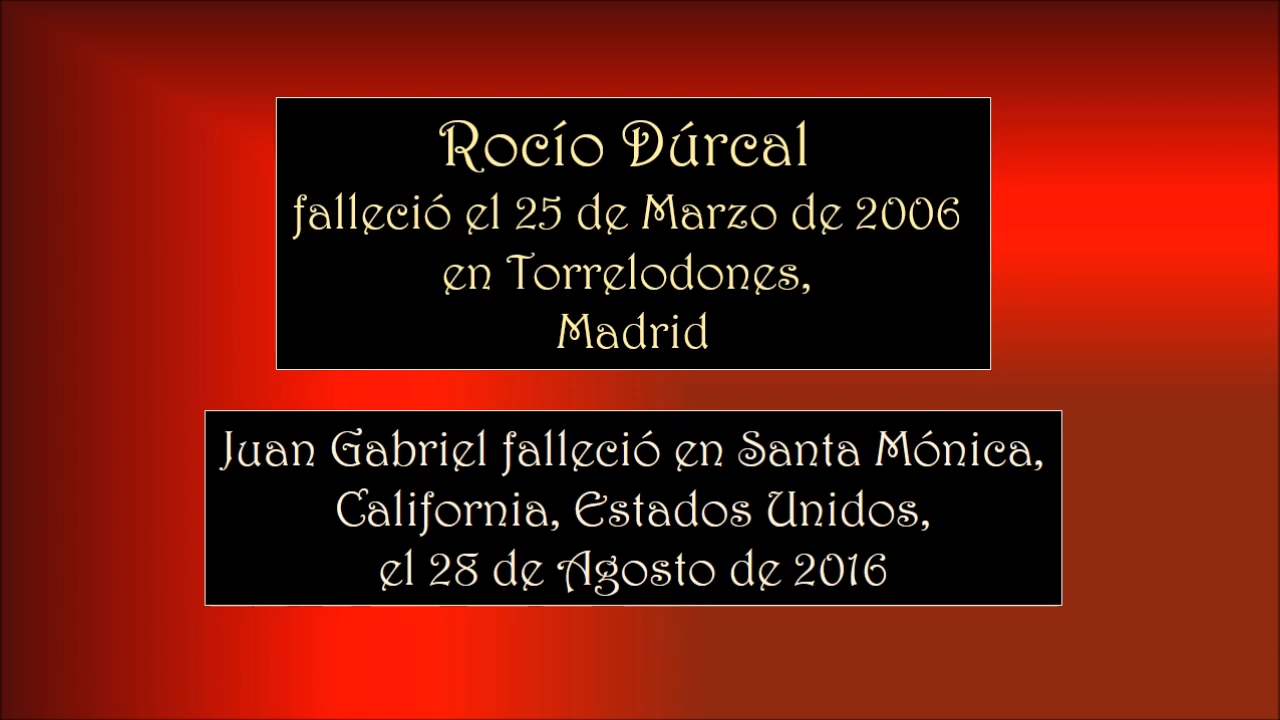 Rocío Dúrcal
falleció el 25 de Marzo de 2006
en Torrelodones,
Madrid
Juan Gabriel falleció en Santa Mónica,
California, Estados Unidos,
el 28 de Agosto de 2016